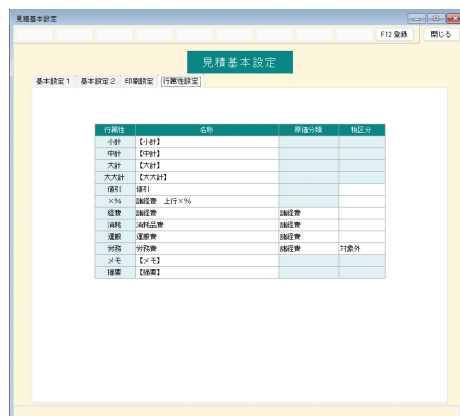 見積基本設定
F12 登録 閉じる
見積基本設定
基本設定1 基本設定2 印刷設定 行属性設定
行属性 名称 原価分類 税区分
小計 【小計】
中計 【中計】
大計 【大計】
大大計 【大大計】
値引 値引
×% 諸経費 上行×%
経費 諸経費 諸経費
消耗 消耗品費 諸経費
運搬 運搬費 諸経費
労務 労務費 諸経費 対象外
メモ 【メモ】
摘要 【摘要】